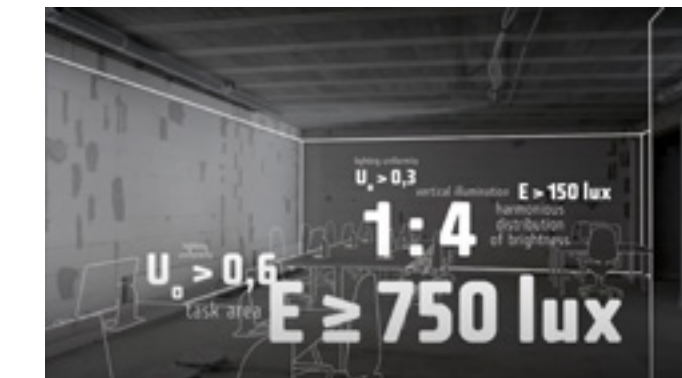 lighting uniformity
Uo > 0,3
vertical illumination E > 150 lux
1:4
harmonious
distribution
of brightness
Uo > 0,6
task area
E ≥ 750 lux